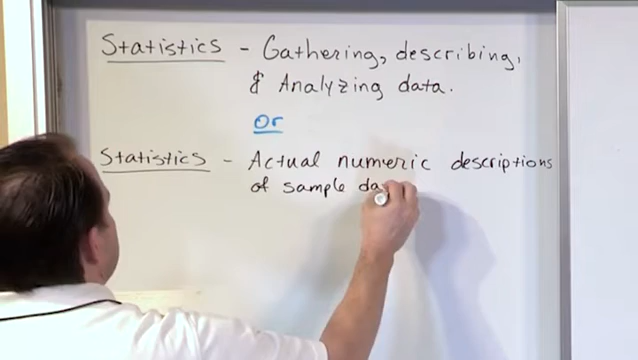 Statistics - Gathering, describing,
& Analyzing data.
Or
Statistics - Actual numeric descriptions
of sample da